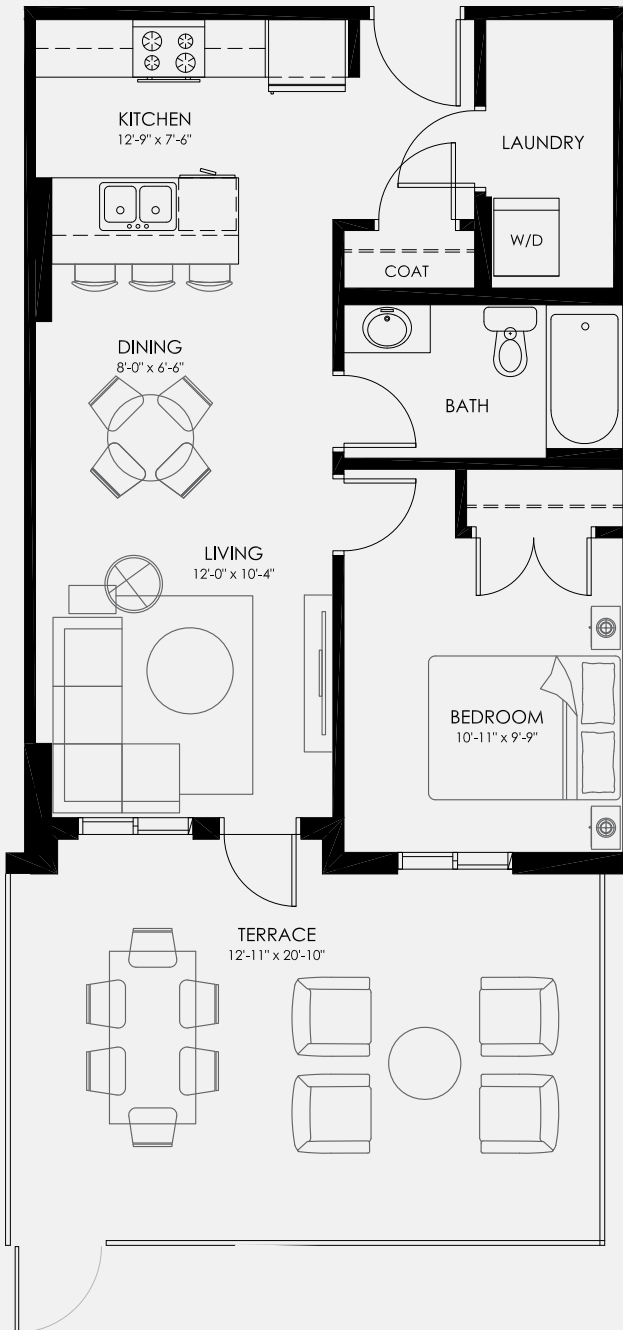 KITCHEN
12'-9" x 7'-6"
LAUNDRY
W/D
COAT
DINING
8'-0" x 6'-6"
BATH
LIVING
12'-0" x 10'-4"
BEDROOM
10'-11" x 9'-9"
TERRACE
12'-11" x 20'-10"